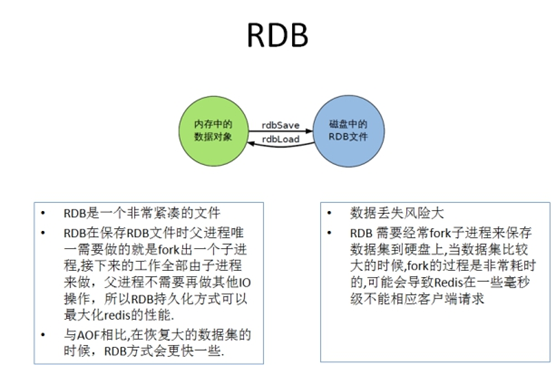 RDB
内存中的
数据对象
rdbSave
rdbLoad
磁盘中的
RDB文件
• RDB是一个非常紧凑的文件
• RDB在保存RDB文件时父进程唯
一需要做的就是fork出一个子进
程,接下来的工作全部由子进程
来做，父进程不需要再做其他IO
操作，所以RDB持久化方式可以
最大化redis的性能.
• 与AOF相比,在恢复大的数据集的
时候，RDB方式会更快一些.
• 数据丢失风险大
• RDB 需要经常fork子进程来保存
数据集到硬盘上,当数据集比较
大的时候,fork的过程是非常耗时
的,可能会导致Redis在一些毫秒
级不能相应客户端请求